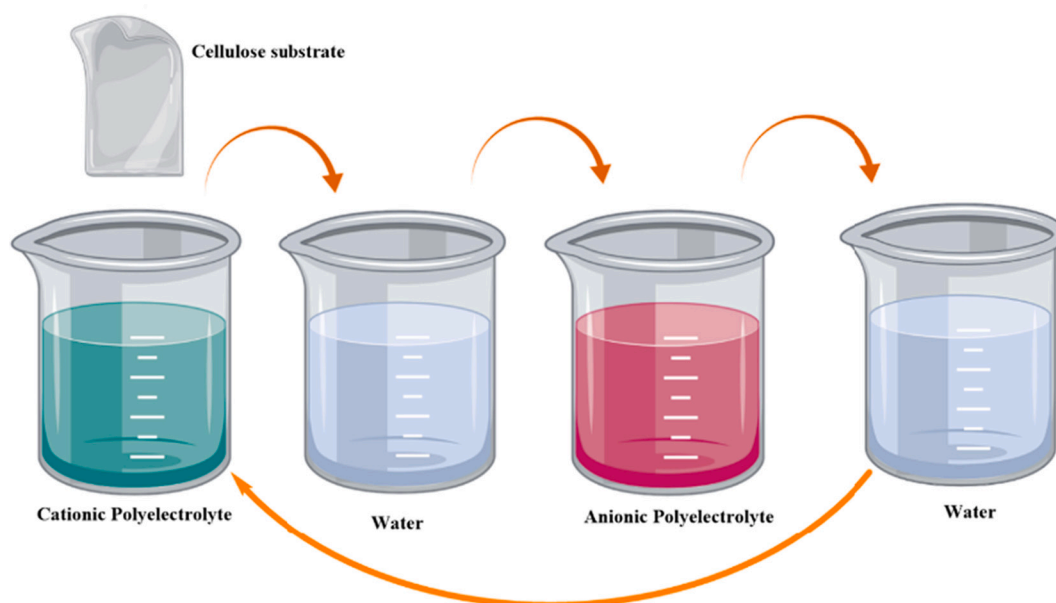 Cellulose substrate
Cationic Polyelectrolyte
Water
Anionic Polyelectrolyte
Water